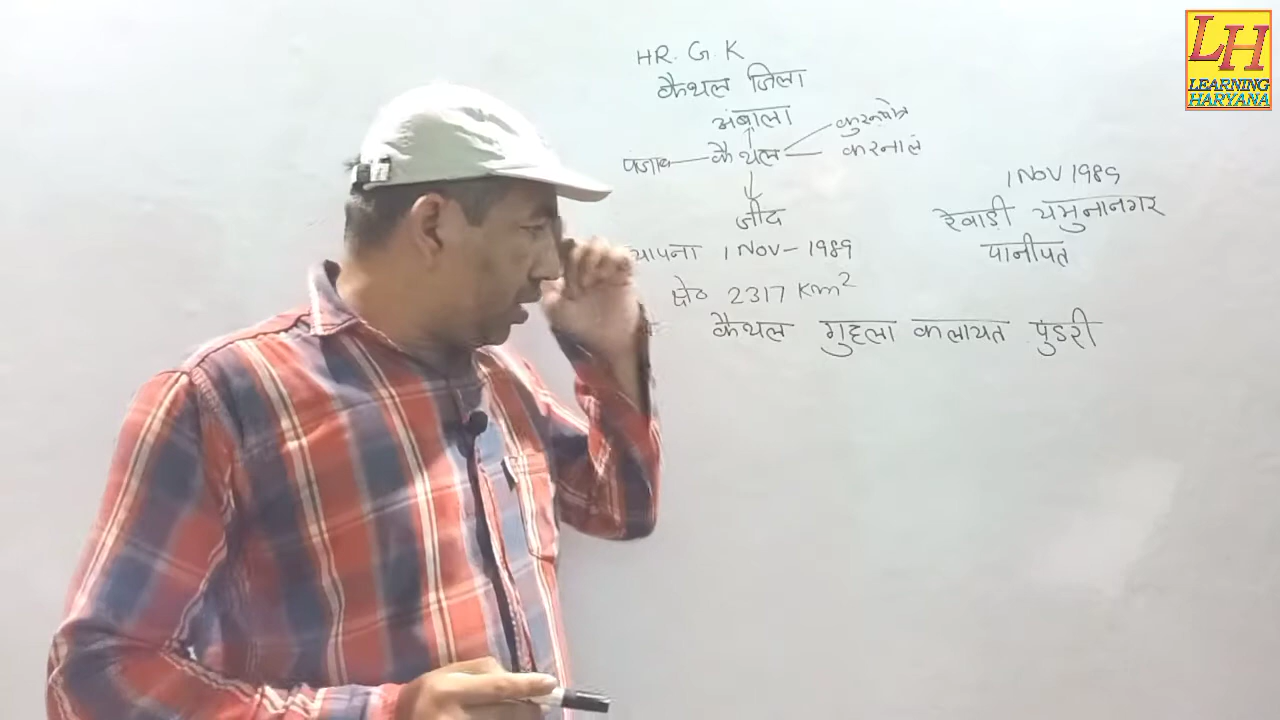 HR. G. K
कैथल जिला
अंबाला
पंजाब कैथल कुरुक्षेत्र
करनाल
जींद
1 Nov - 1989
क्षे० 2317 Km²
कैथल गुहला कलायत पुंडरी
1 Nov 1989
रेवाड़ी यमुनानगर
पानीपत
LH
LEARNING
HARYANA